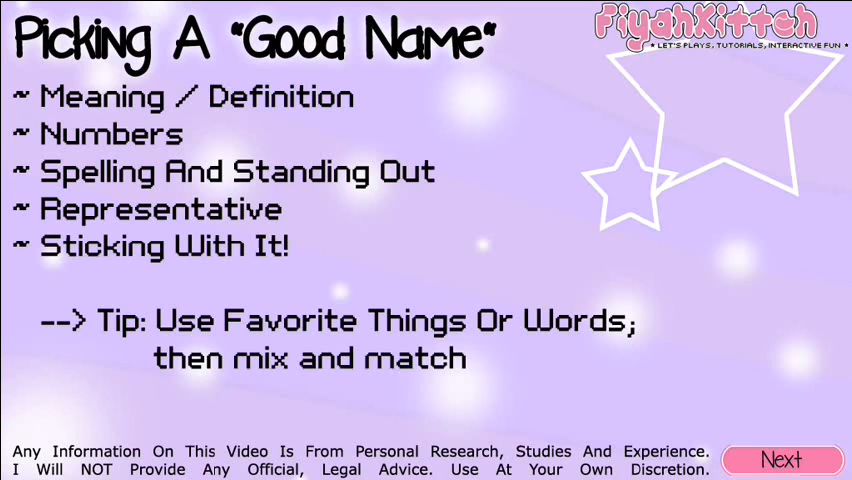 Picking A "Good Name"
FiyahKitteh
* LET'S PLAYS, TUTORIALS, INTERACTIVE FUN *
~ Meaning / Definition
~ Numbers
~ Spelling And Standing Out
~ Representative
~ Sticking With It!
--> Tip: Use Favorite Things Or Words;
then mix and match
Any Information On This Video Is From Personal Research, Studies And Experience.
I Will NOT Provide Any Official, Legal Advice. Use At Your Own Discretion.
Next